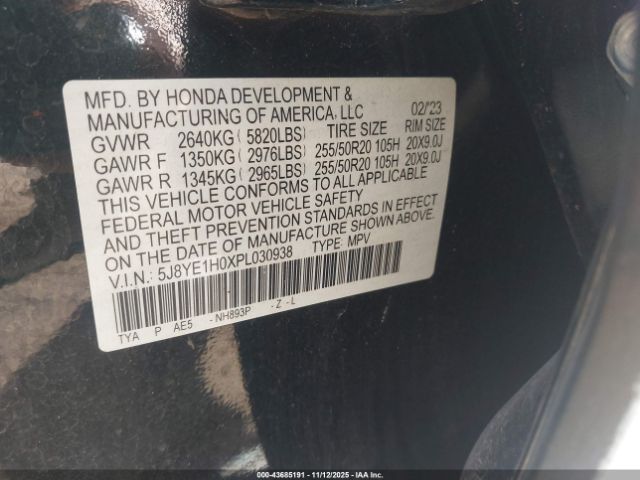 MFD. BY HONDA DEVELOPMENT &
MANUFACTURING OF AMERICA, LLC 02/'23
GVWR 2640KG( 5820LBS) TIRE SIZE RIM SIZE
GAWR F 1350KG( 2976LBS) 255/50R20 105H 20X9.0J
GAWR R 1345KG( 2965LBS) 255/50R20 105H 20X9.0J
THIS VEHICLE CONFORMS TO ALL APPLICABLE
FEDERAL MOTOR VEHICLE SAFETY
AND THEFT PREVENTION STANDARDS IN EFFECT
ON THE DATE OF MANUFACTURE SHOWN ABOVE.
V.I.N.: 5J8YE1H0XPL030938 TYPE: MPV
TYA P AE5 -NH893P -Z-L
000-43685191 - 11/12/2025 - IAA Inc.